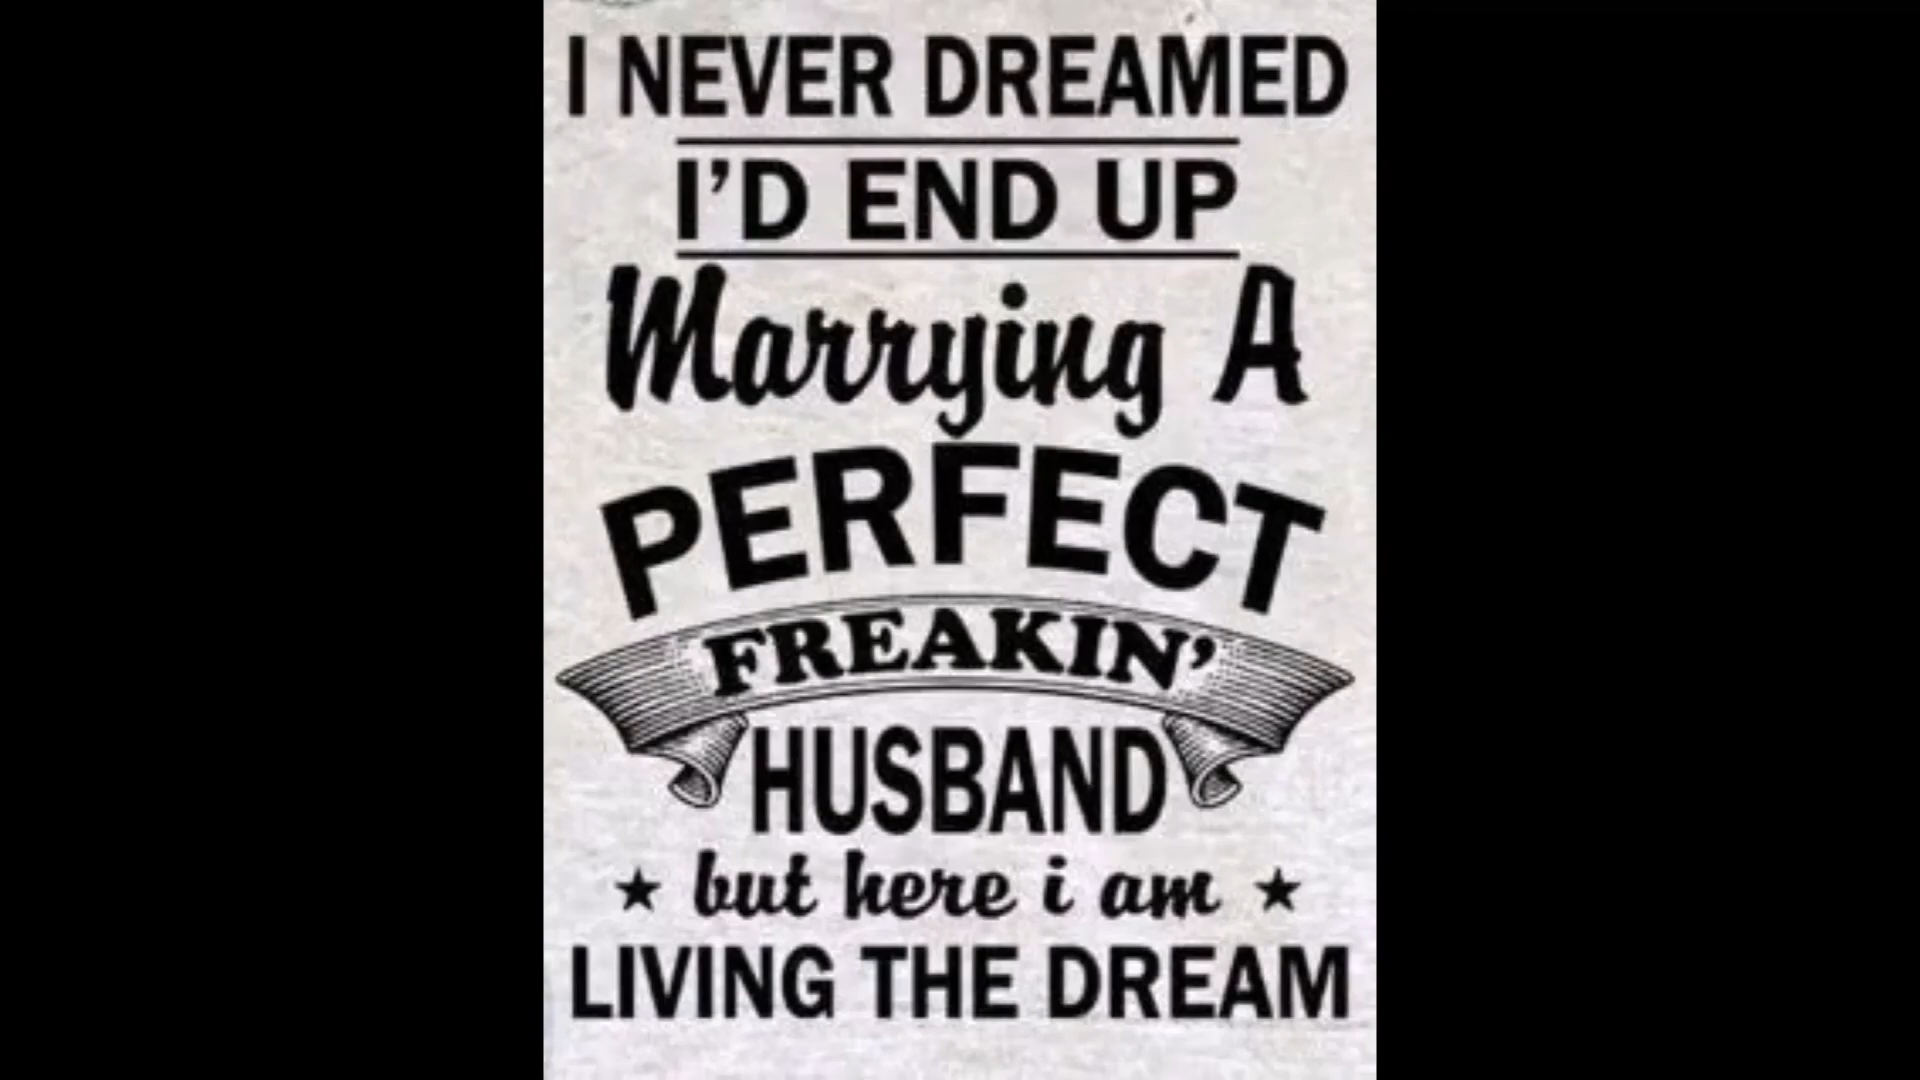 I NEVER DREAMED
I'D END UP
Marrying A
PERFECT
FREAKIN'
HUSBAND
but here i am
LIVING THE DREAM